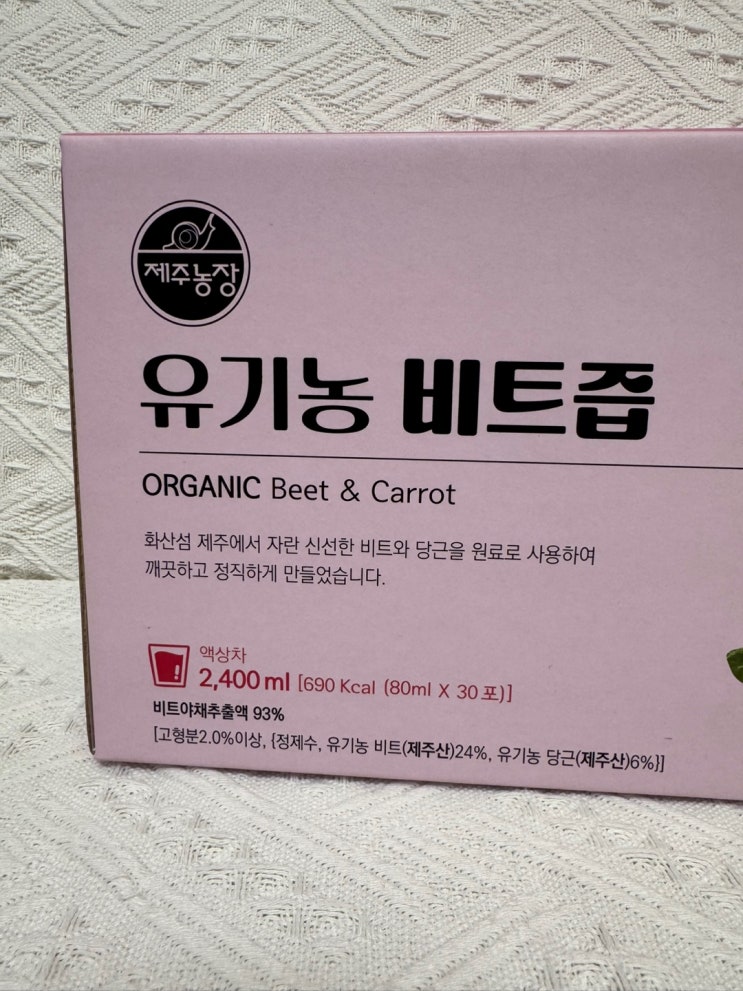 제주농장
유기농 비트즙
ORGANIC Beet & Carrot
화산섬 제주에서 자란 신선한 비트와 당근을 원료로 사용하여
깨끗하고 정직하게 만들었습니다.
액상차
2,400ml [690 Kcal (80ml X 30포)]
비트야채추출액 93%
[고형분2.0%이상, {정제수, 유기농 비트(제주산)24%, 유기농 당근(제주산)6%}]